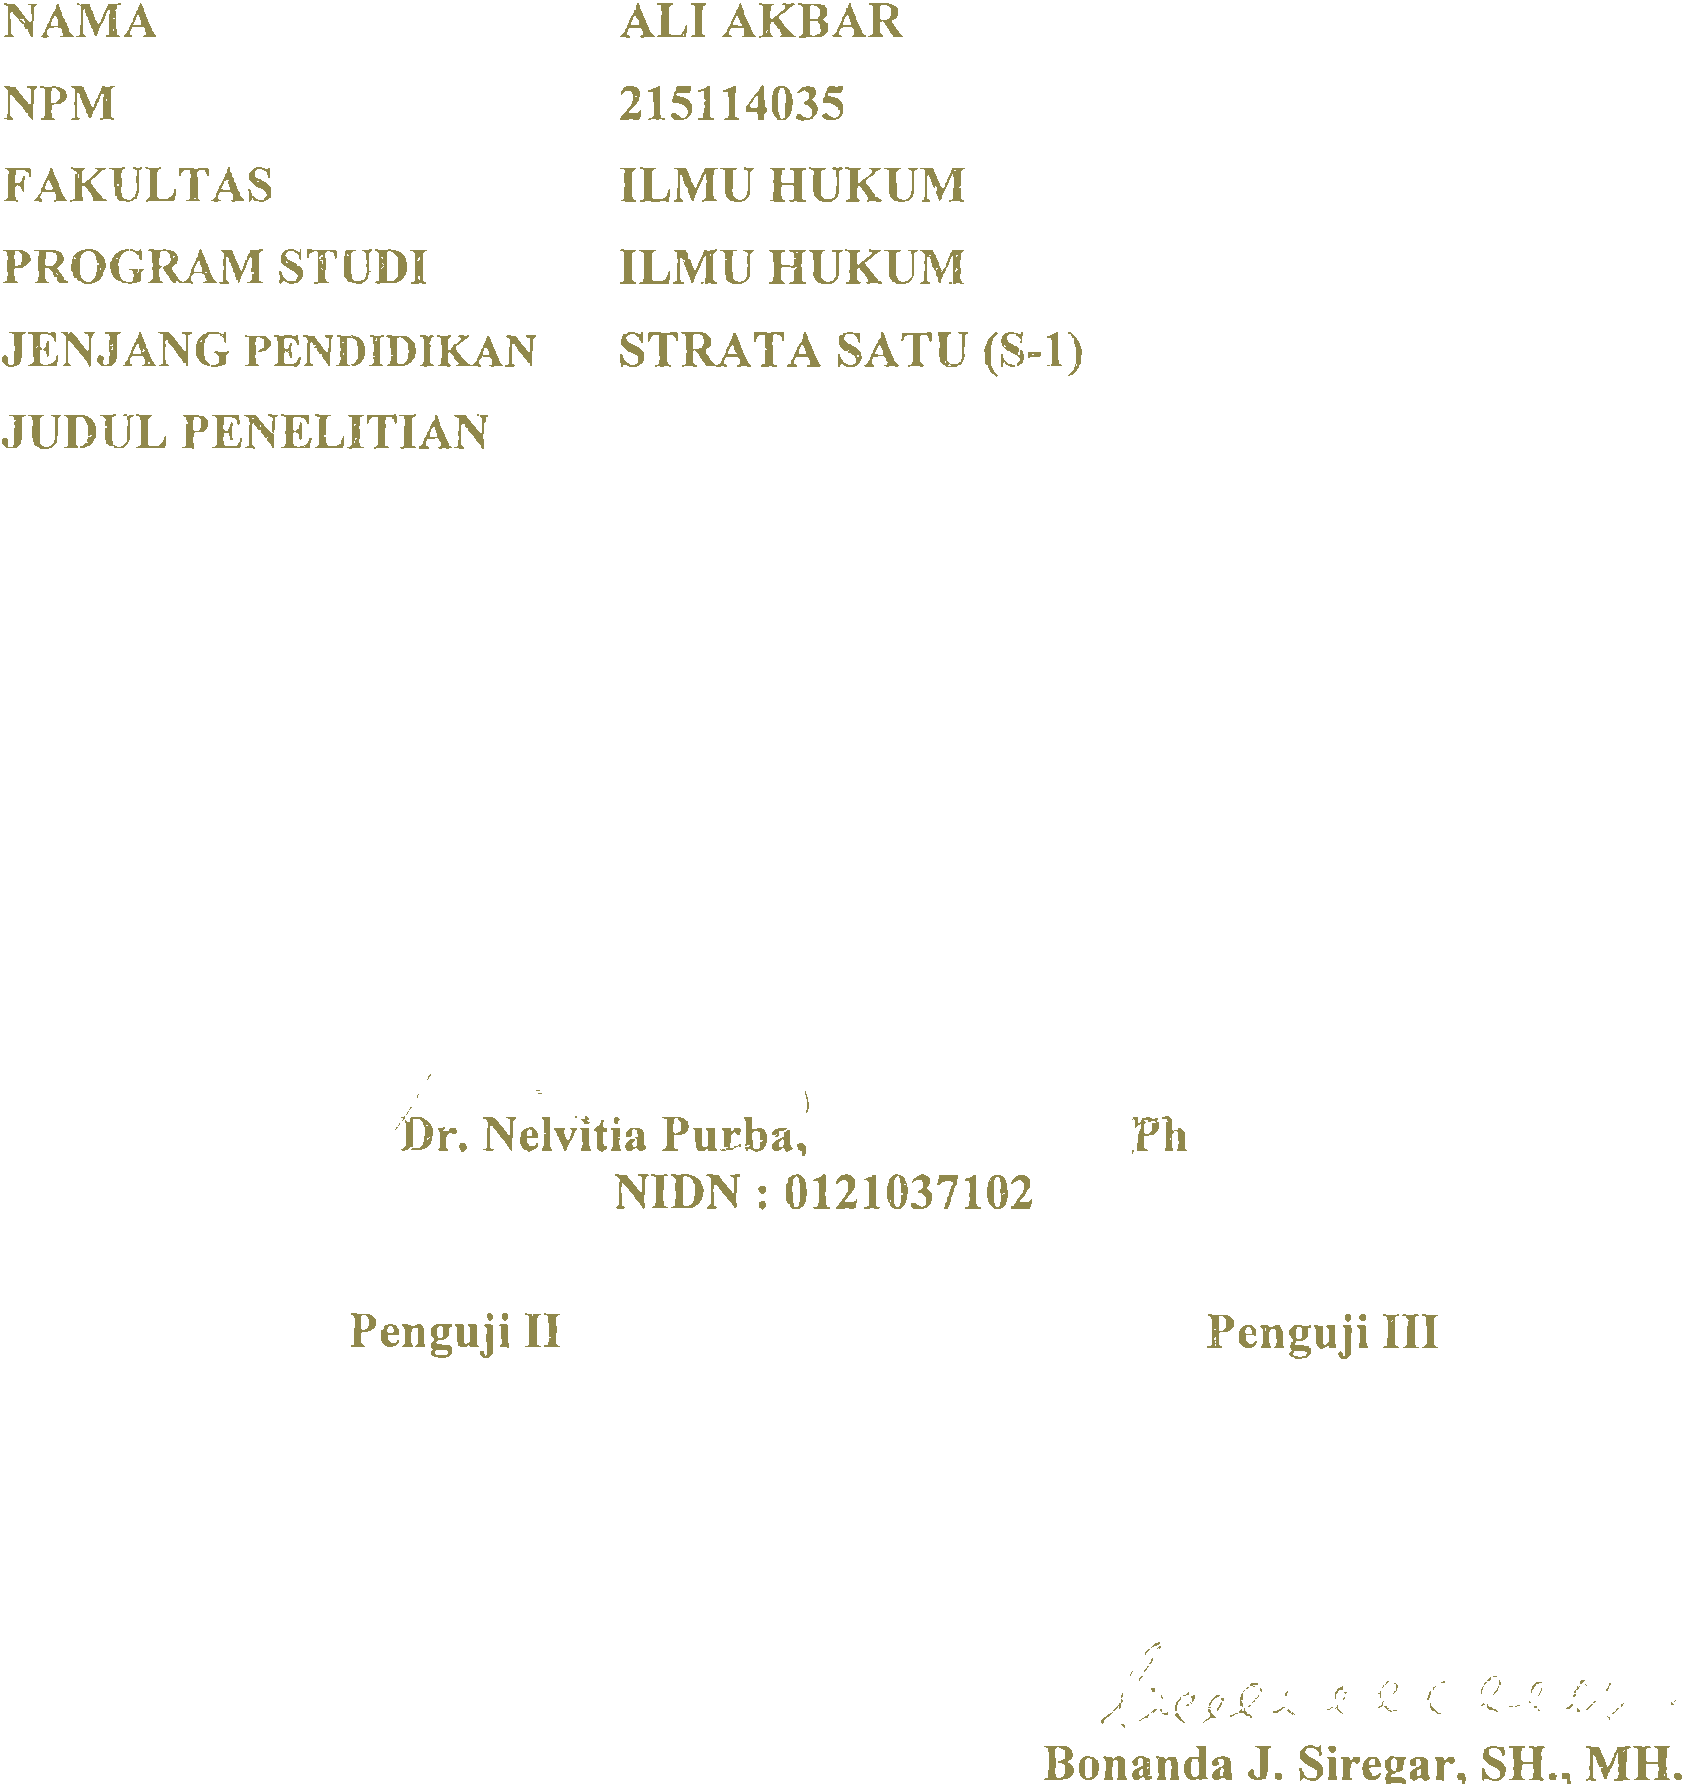 NAMA ALI AKBAR
NPM 215114035
FAKULTAS ILMU HUKUM
PROGRAM STUDI ILMU HUKUM
JENJANG PENDIDIKAN STRATA SATU (S-1)
JUDUL PENELITIAN
Dr. Nelvitia Purba, Ph
NIDN : 0121037102
Penguji II Penguji III
Bonanda J. Siregar, SH., MH.